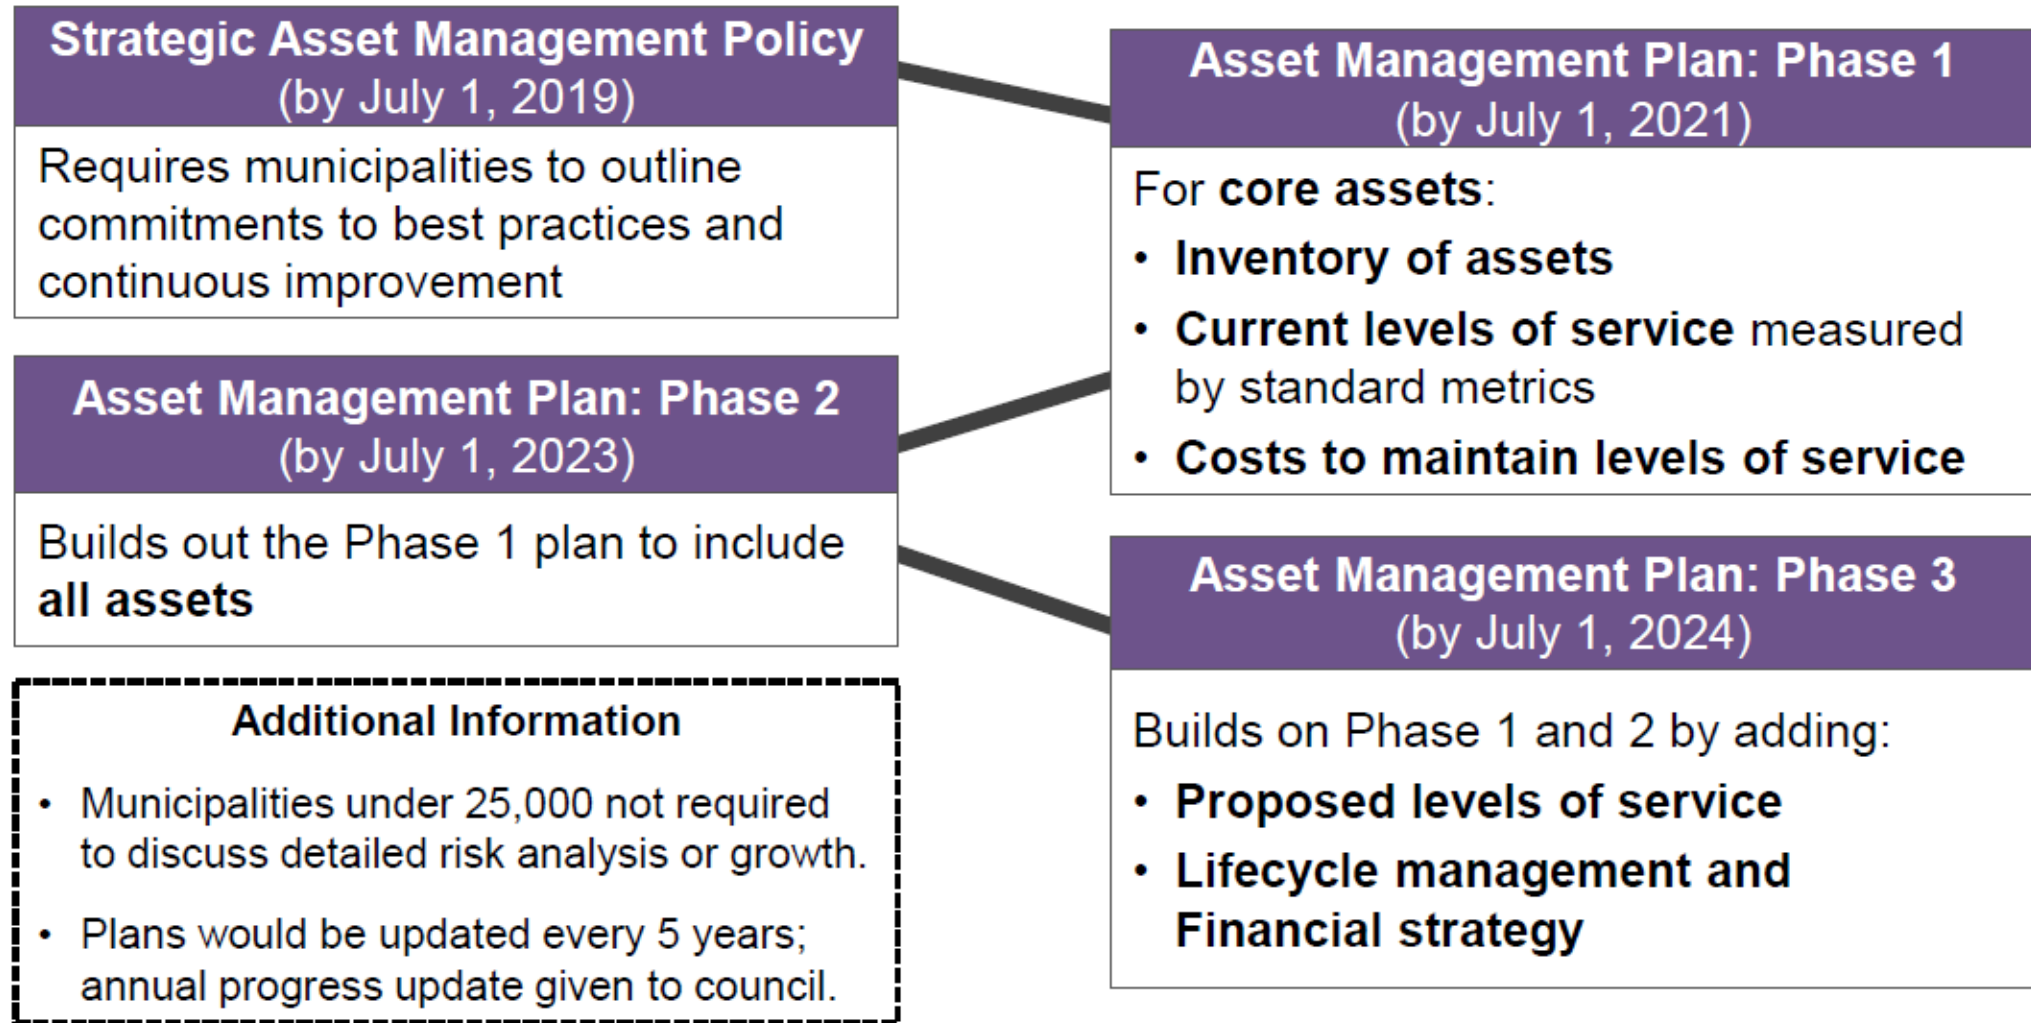 Strategic Asset Management Policy
(by July 1, 2019)
Requires municipalities to outline
commitments to best practices and
continuous improvement
Asset Management Plan: Phase 1
(by July 1, 2021)
For core assets:
• Inventory of assets
• Current levels of service measured
by standard metrics
• Costs to maintain levels of service
Asset Management Plan: Phase 2
(by July 1, 2023)
Builds out the Phase 1 plan to include
all assets
Asset Management Plan: Phase 3
(by July 1, 2024)
Builds on Phase 1 and 2 by adding:
• Proposed levels of service
• Lifecycle management and
Financial strategy
Additional Information
• Municipalities under 25,000 not required
to discuss detailed risk analysis or growth.
• Plans would be updated every 5 years;
annual progress update given to council.